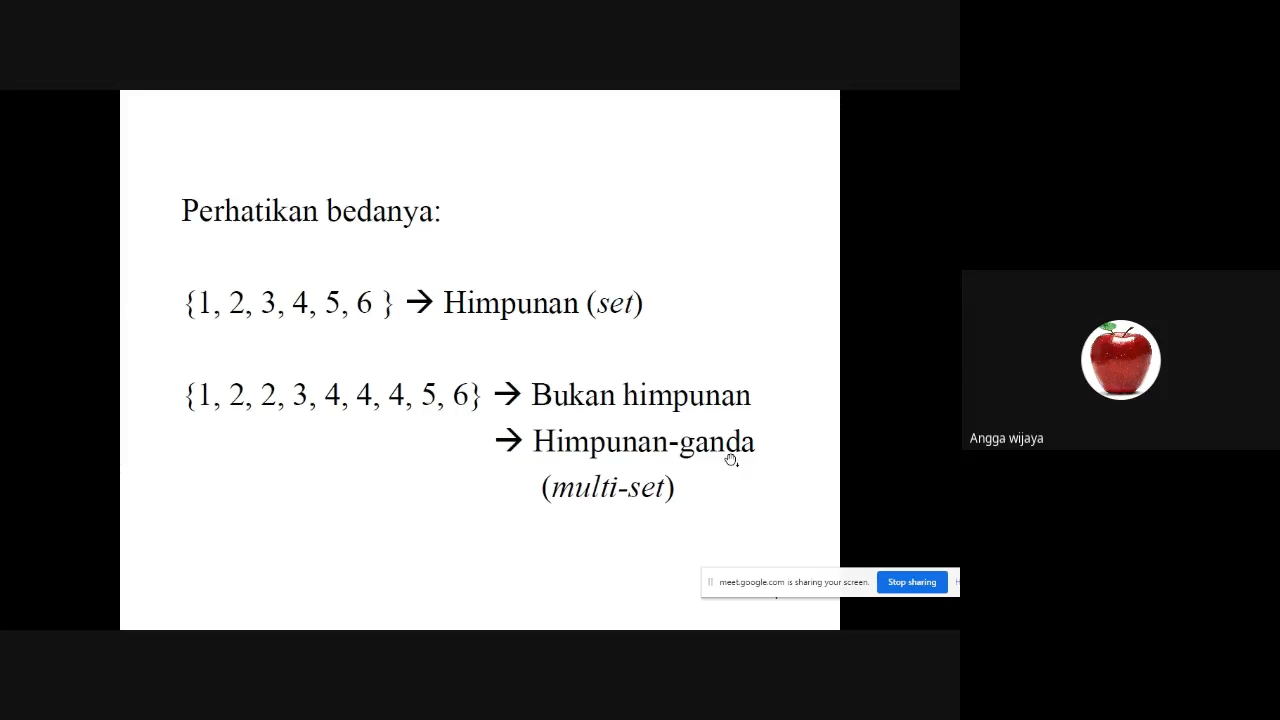 Perhatikan bedanya:
{1, 2, 3, 4, 5, 6 } → Himpunan (set)
{1, 2, 2, 3, 4, 4, 4, 5, 6} → Bukan himpunan
→ Himpunan-ganda
(multi-set)
Angga wijaya
meet.google.com is sharing your screen. Stop sharing